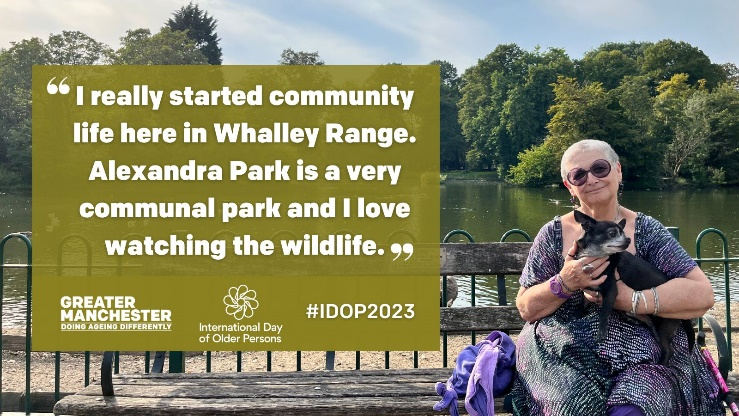 “I really started community
life here in Whalley Range.
Alexandra Park is a very
communal park and I love
watching the wildlife.”
GREATER
MANCHESTER
DOING AGEING DIFFERENTLY
International Day
of Older Persons
#IDOP2023